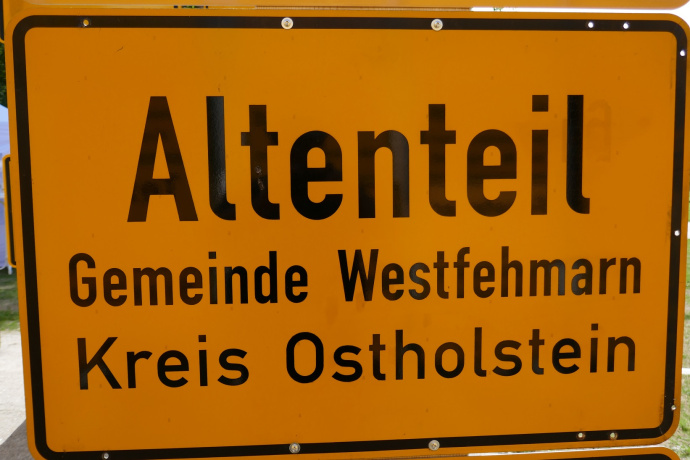 Altenteil
Gemeinde Westfehmarn
Kreis Ostholstein